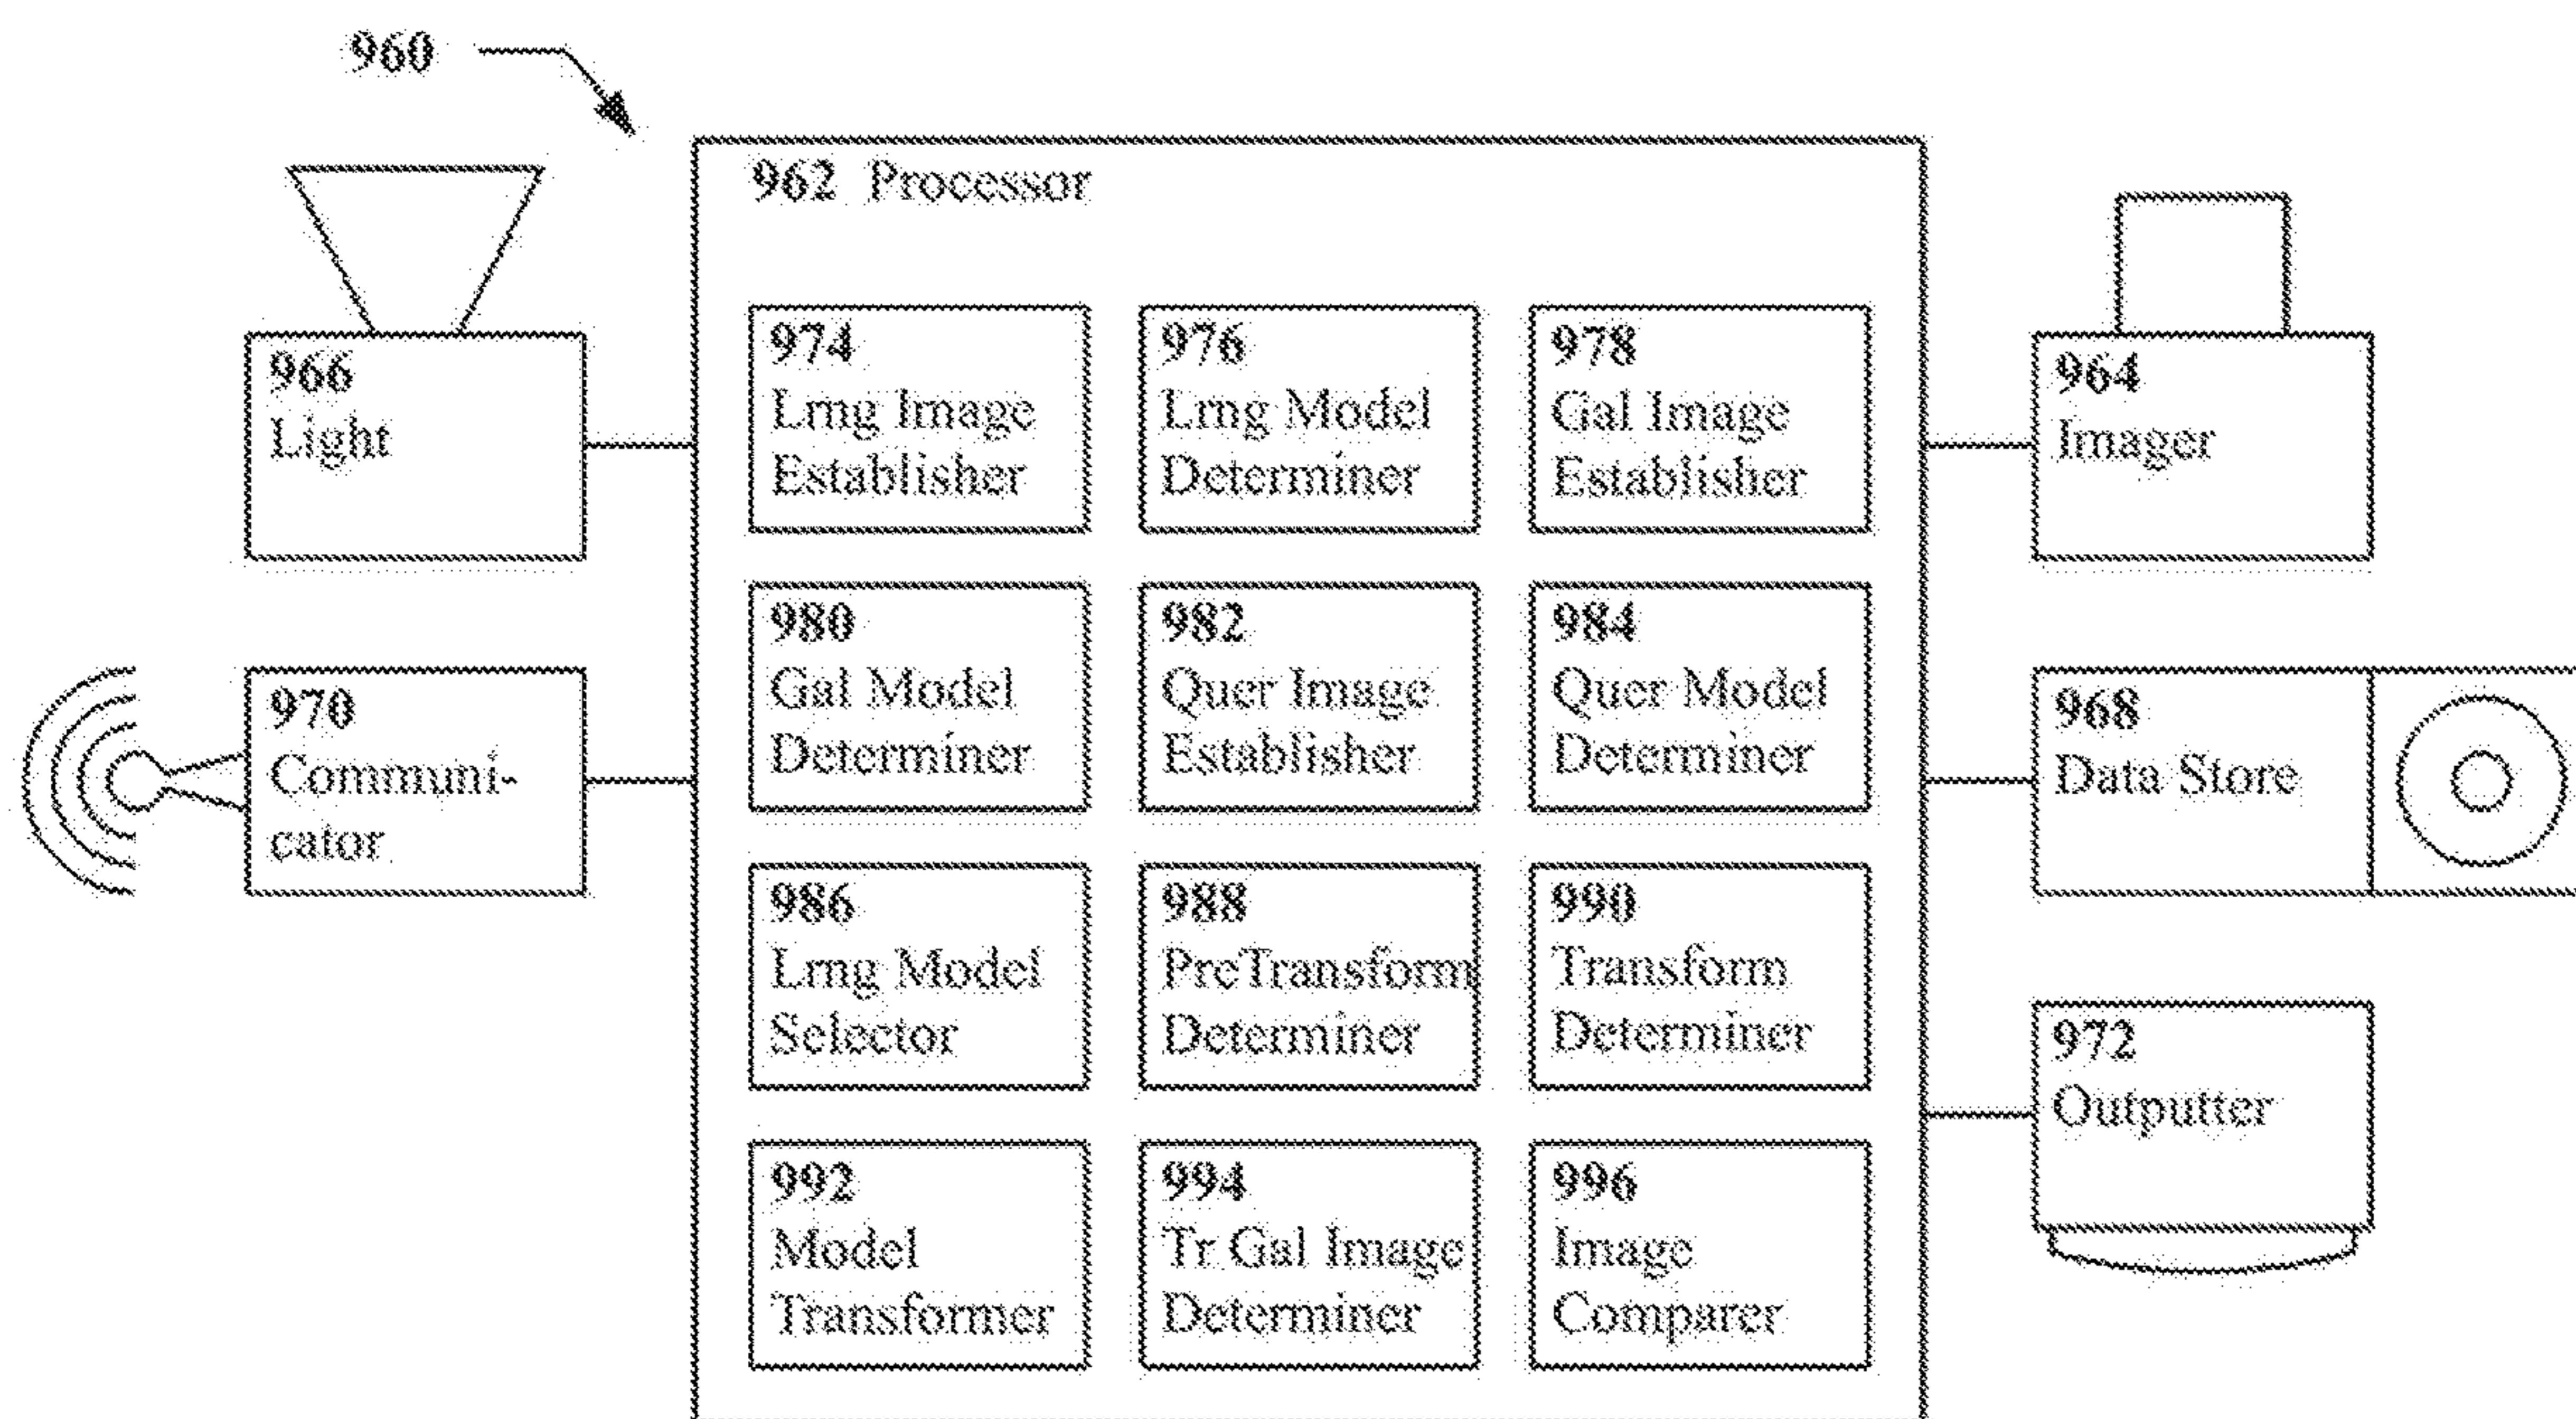 960
962 Processor
966
Light
974
Lrng Image
Establisher
976
Lrng Model
Determiner
978
Gal Image
Establisher
964
Imager
970
Communi-
cator
980
Gal Model
Determiner
982
Quer Image
Establisher
984
Quer Model
Determiner
968
Data Store
986
Lrng Model
Selector
988
PreTransform
Determiner
990
Transform
Determiner
972
Outputter
992
Model
Transformer
994
Tr Gal Image
Determiner
996
Image
Comparer